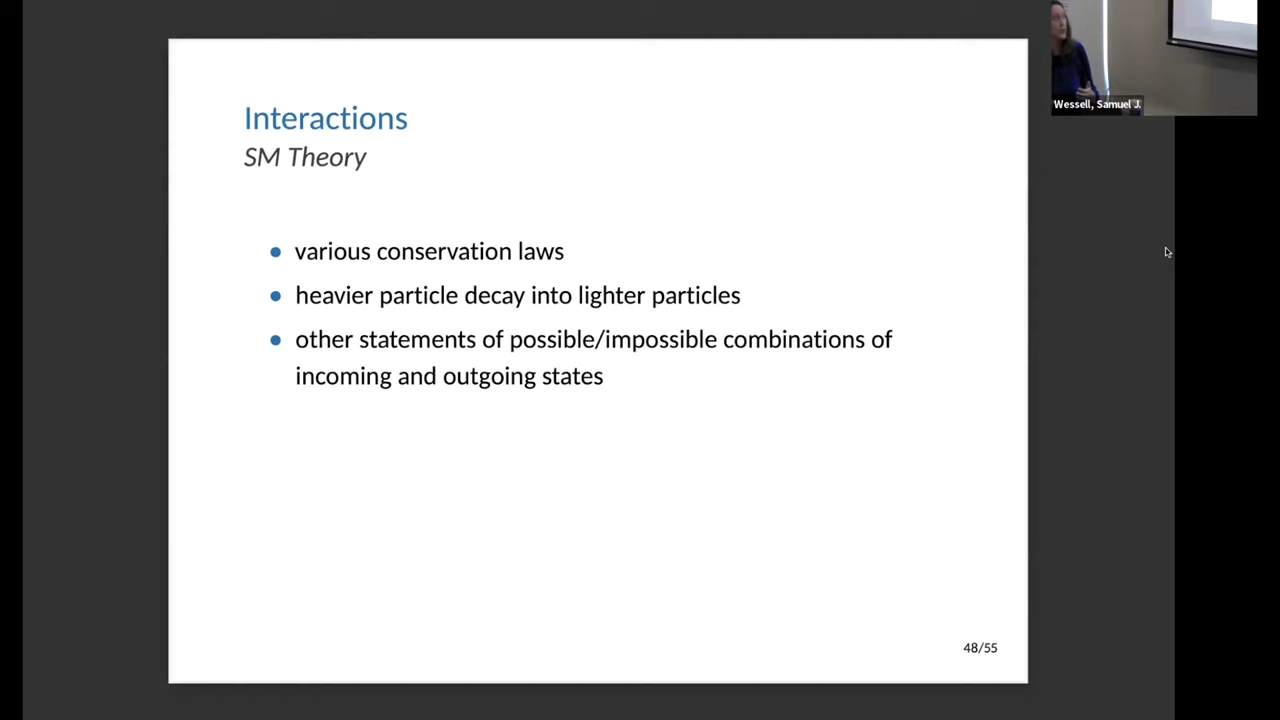 Interactions
SM Theory
various conservation laws
heavier particle decay into lighter particles
other statements of possible/impossible combinations of
incoming and outgoing states
48/55
Wessell, Samuel J.